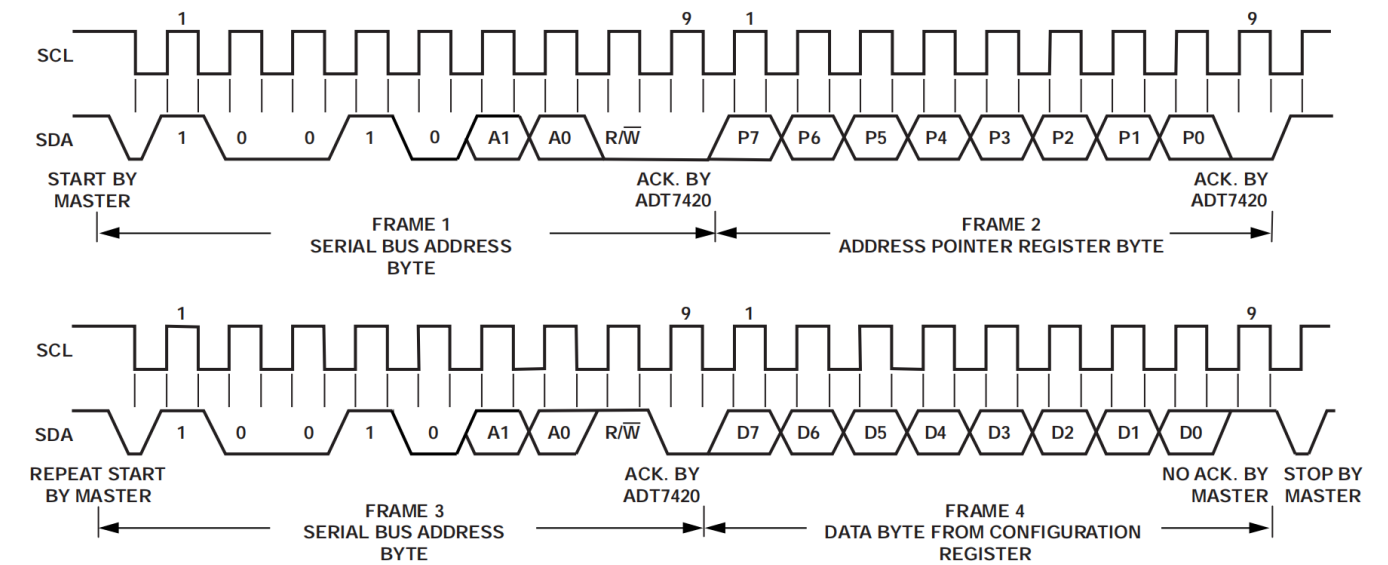 1 9 1 9
SCL
SDA 1 0 0 1 0 A1 A0 R/W̅ P7 P6 P5 P4 P3 P2 P1 P0
START BY
MASTER
ACK. BY
ADT7420
ACK. BY
ADT7420
FRAME 1
SERIAL BUS ADDRESS
BYTE
FRAME 2
ADDRESS POINTER REGISTER BYTE
1 9 1 9
SCL
SDA 1 0 0 1 0 A1 A0 R/W̅ D7 D6 D5 D4 D3 D2 D1 D0
REPEAT START
BY MASTER
ACK. BY
ADT7420
NO ACK. BY
MASTER
STOP BY
MASTER
FRAME 3
SERIAL BUS ADDRESS
BYTE
FRAME 4
DATA BYTE FROM CONFIGURATION
REGISTER